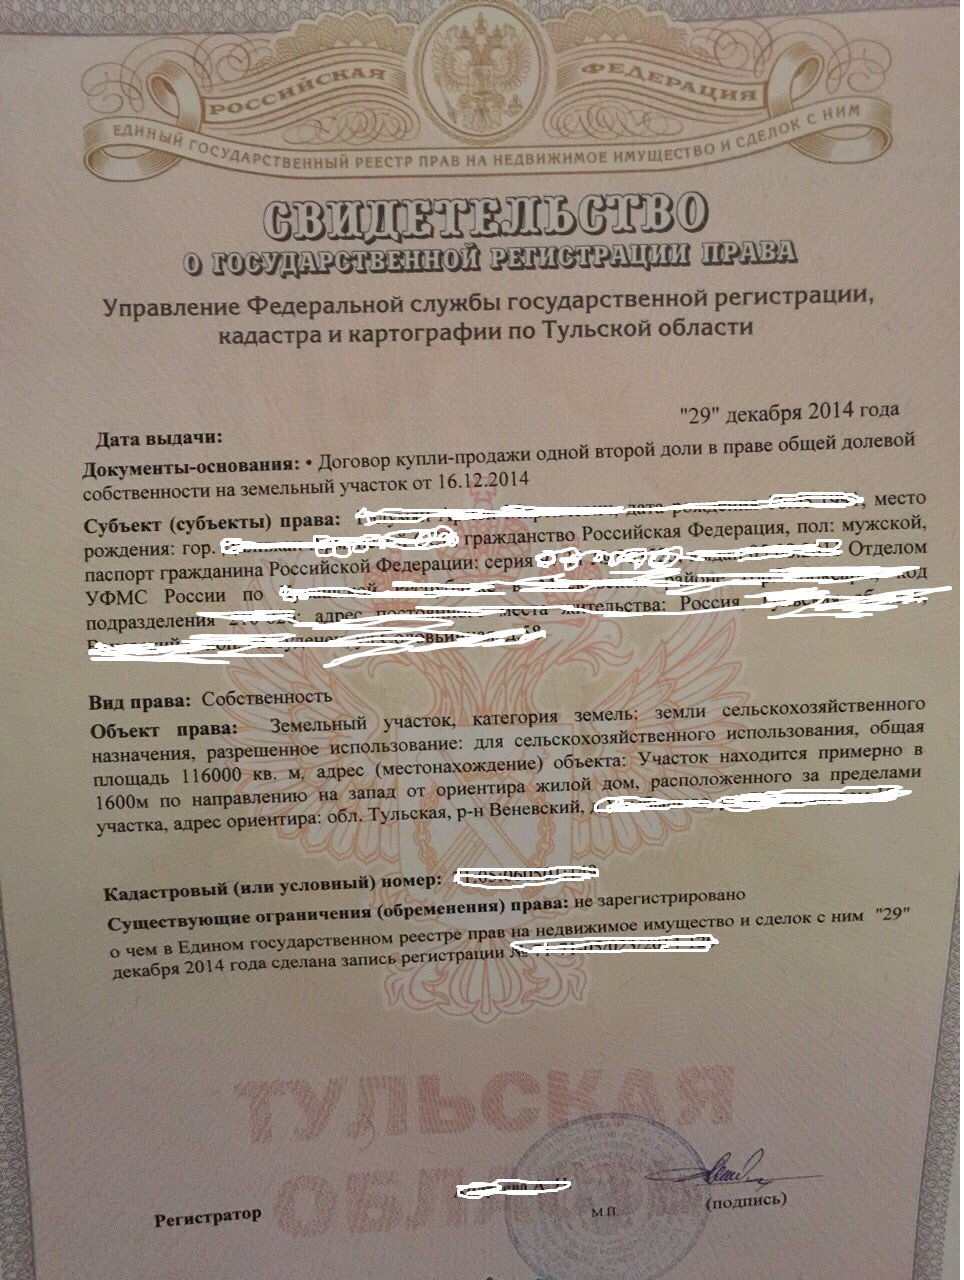 РОССИЙСКАЯ ФЕДЕРАЦИЯ
ЕДИНЫЙ ГОСУДАРСТВЕННЫЙ РЕЕСТР ПРАВ НА НЕДВИЖИМОЕ ИМУЩЕСТВО И СДЕЛОК С НИМ
СВИДЕТЕЛЬСТВО
О ГОСУДАРСТВЕННОЙ РЕГИСТРАЦИИ ПРАВА
Управление Федеральной службы государственной регистрации,
кадастра и картографии по Тульской области
"29" декабря 2014 года
Дата выдачи:
Документы-основания: • Договор купли-продажи одной второй доли в праве общей долевой
собственности на земельный участок от 16.12.2014
Субъект (субъекты) права: место
рождения: гор. гражданство Российская Федерация, пол: мужской,
паспорт гражданина Российской Федерации: серия Отделом
УФМС России по код
подразделения адрес места жительства: Россия
Вид права: Собственность
Объект права: Земельный участок, категория земель: земли сельскохозяйственного
назначения, разрешенное использование: для сельскохозяйственного использования, общая
площадь 116000 кв. м, адрес (местонахождение) объекта: Участок находится примерно в
1600м по направлению на запад от ориентира жилой дом, расположенного за пределами
участка, адрес ориентира: обл. Тульская, р-н Веневский,
Кадастровый (или условный) номер:
Существующие ограничения (обременения) права: не зарегистрировано
о чем в Едином государственном реестре прав на недвижимое имущество и сделок с ним "29"
декабря 2014 года сделана запись регистрации №
ТУЛЬСКАЯ
ОБЛАСТЬ
Регистратор
м.п.
(подпись)